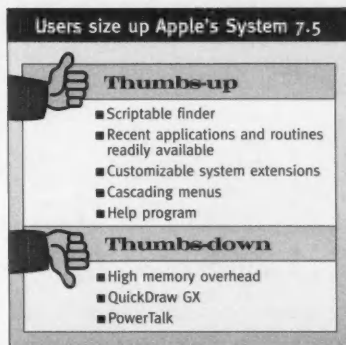 Users size up Apple's System 7.5
Thumbs-up
■ Scriptable finder
■ Recent applications and routines
readily available
■ Customizable system extensions
■ Cascading menus
■ Help program
Thumbs-down
■ High memory overhead
■ QuickDraw GX
■ PowerTalk